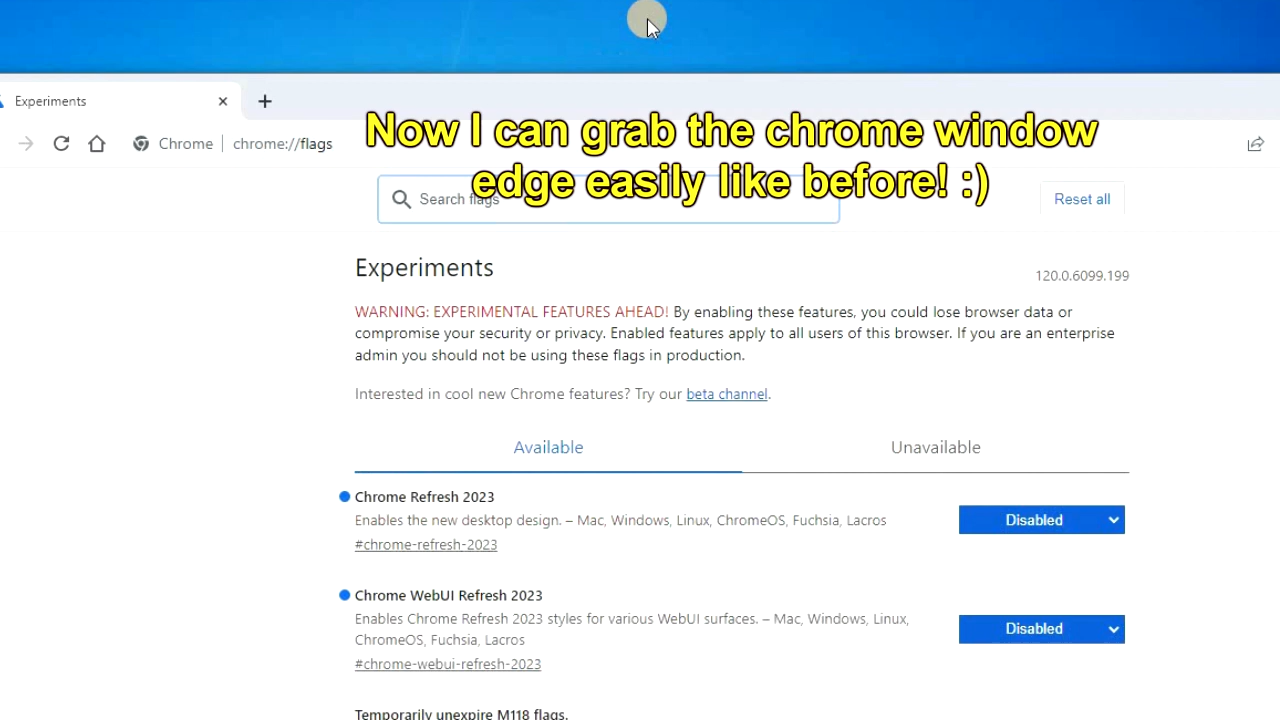 Experiments
Chrome
chrome://flags
Now I can grab the chrome window
edge easily like before! :)
Search flags
Reset all
Experiments
120.0.6099.199
WARNING: EXPERIMENTAL FEATURES AHEAD! By enabling these features, you could lose browser data or
compromise your security or privacy. Enabled features apply to all users of this browser. If you are an enterprise
admin you should not be using these flags in production.
Interested in cool new Chrome features? Try our beta channel.
Available
Unavailable
Chrome Refresh 2023
Enables the new desktop design. – Mac, Windows, Linux, ChromeOS, Fuchsia, Lacros
#chrome-refresh-2023
Disabled
Chrome WebUI Refresh 2023
Enables Chrome Refresh 2023 styles for various WebUI surfaces. – Mac, Windows, Linux,
ChromeOS, Fuchsia, Lacros
#chrome-webui-refresh-2023
Disabled
Temporarily unexpire M118 flags.